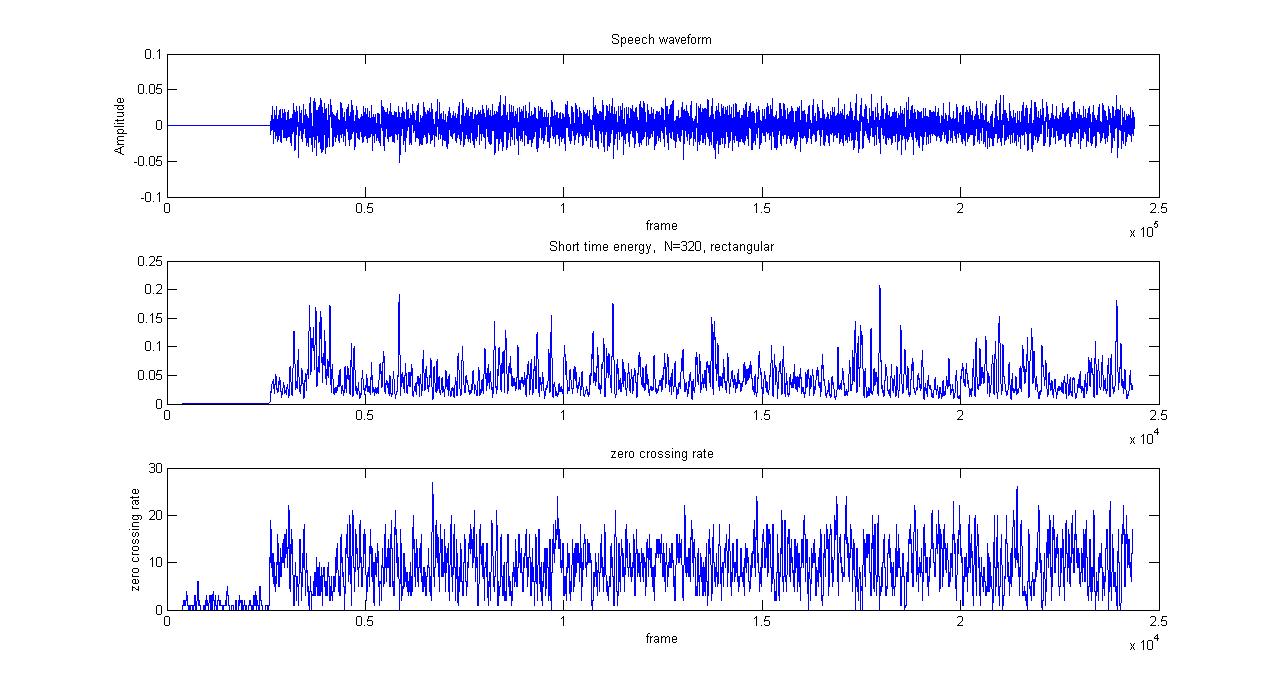 Speech waveform
0.1
0.05
0
-0.05
-0.1
Amplitude
0 0.5 1 1.5 2 2.5
frame
x 10^5
Short time energy,  N=320, rectangular
0.25
0.2
0.15
0.1
0.05
0
0 0.5 1 1.5 2 2.5
x 10^4
zero crossing rate
30
20
10
0
zero crossing rate
0 0.5 1 1.5 2 2.5
frame
x 10^4